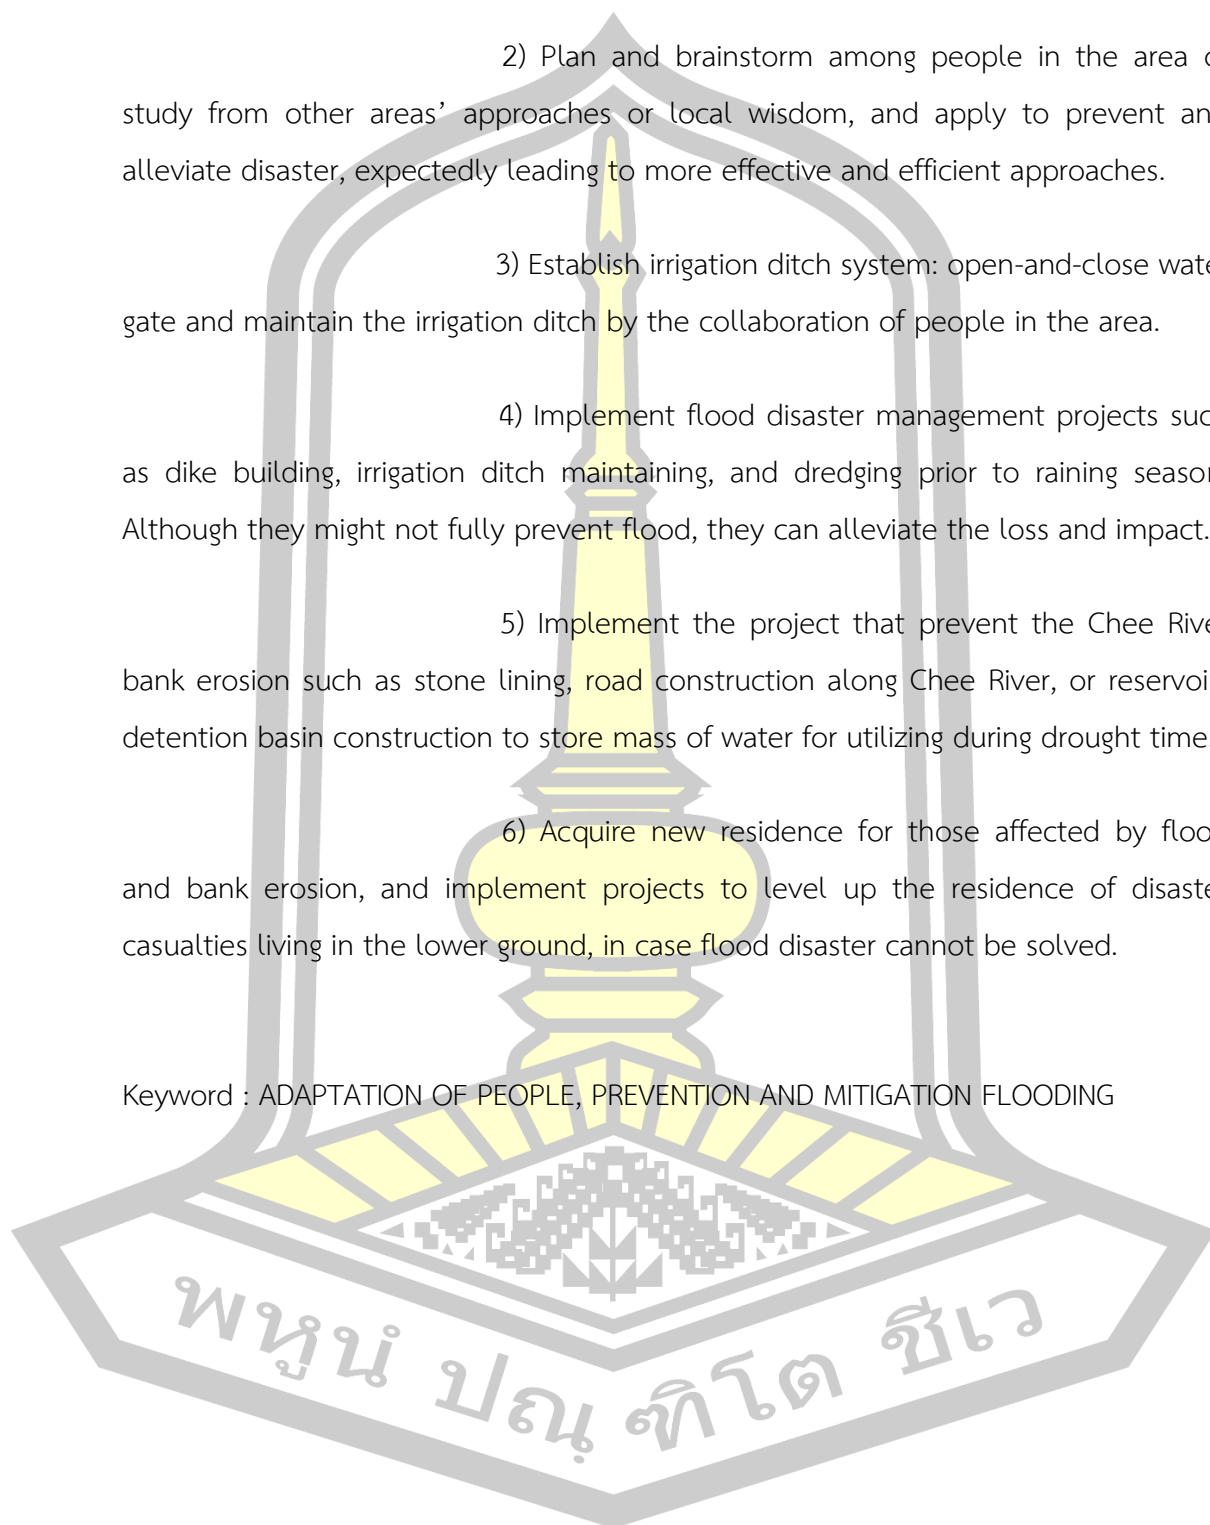 2) Plan and brainstorm among people in the area
study from other areas’ approaches or local wisdom, and apply to prevent an
alleviate disaster, expectedly leading to more effective and efficient approaches.
3) Establish irrigation ditch system: open-and-close wate
gate and maintain the irrigation ditch by the collaboration of people in the area.
4) Implement flood disaster management projects suc
as dike building, irrigation ditch maintaining, and dredging prior to raining season
Although they might not fully prevent flood, they can alleviate the loss and impact.
5) Implement the project that prevent the Chee Rive
bank erosion such as stone lining, road construction along Chee River, or reservoi
detention basin construction to store mass of water for utilizing during drought time.
6) Acquire new residence for those affected by floo
and bank erosion, and implement projects to level up the residence of disaste
casualties living in the lower ground, in case flood disaster cannot be solved.
Keyword : ADAPTATION OF PEOPLE, PREVENTION AND MITIGATION FLOODING
พหูนํ ปณฺฑิโต ชีเว